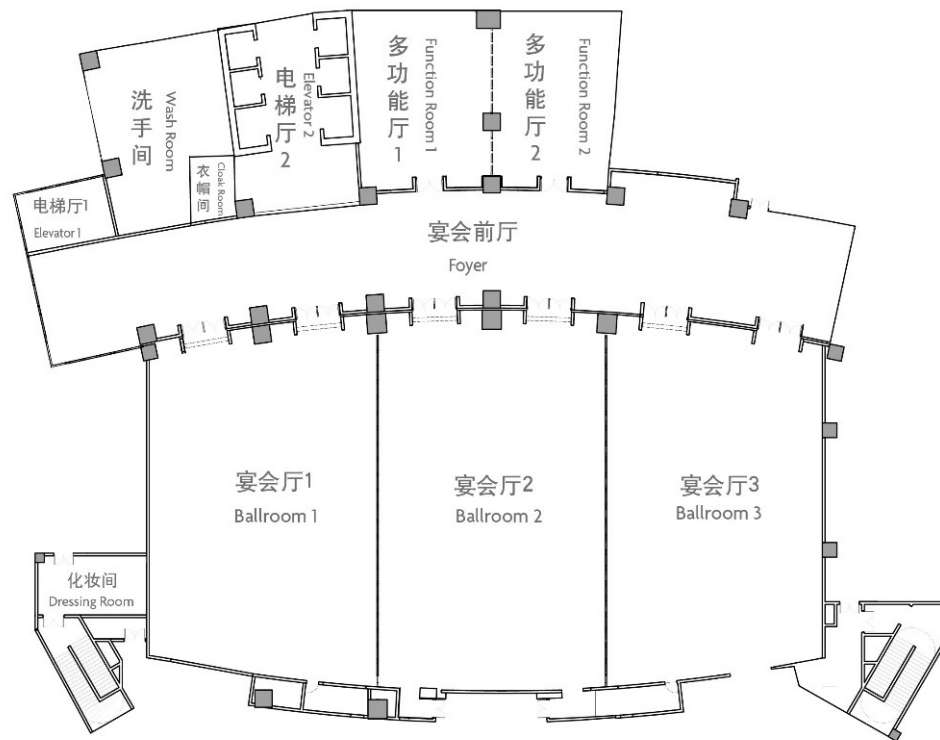 洗手间
Wash Room
电梯厅2
Elevator 2
多功能厅1
Function Room 1
多功能厅2
Function Room 2
衣帽间
Cloak Room
电梯厅1
Elevator 1
宴会前厅
Foyer
宴会厅1
Ballroom 1
宴会厅2
Ballroom 2
宴会厅3
Ballroom 3
化妆间
Dressing Room